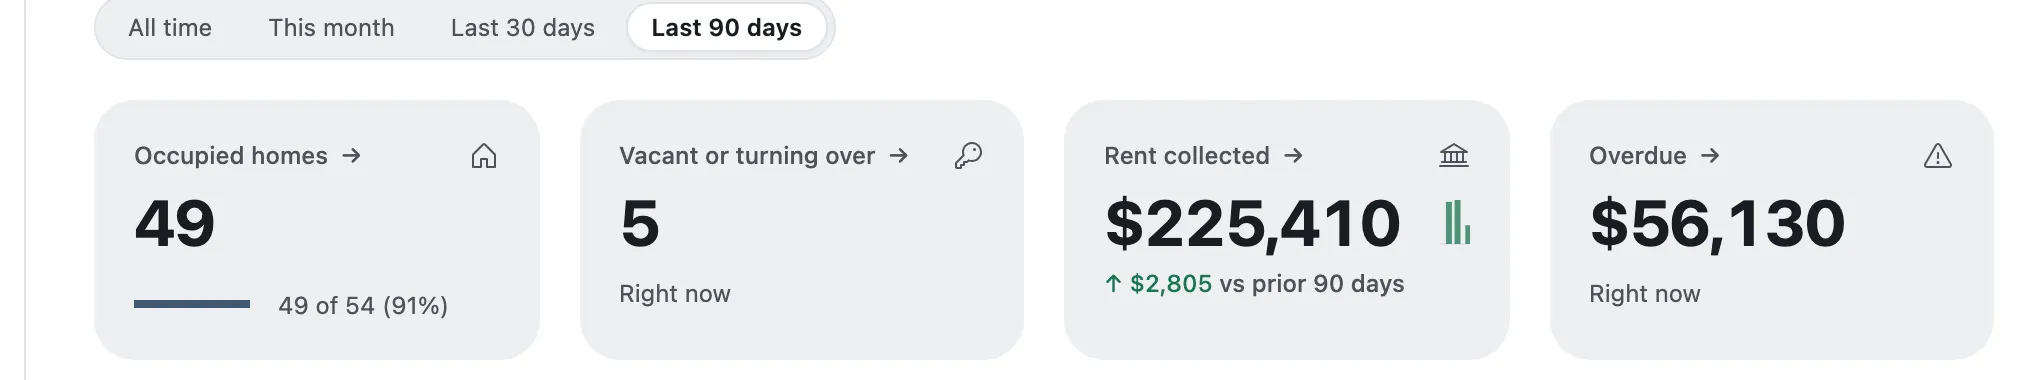 All time This month Last 30 days Last 90 days
Occupied homes →
49
49 of 54 (91%)
Vacant or turning over →
5
Right now
Rent collected →
$225,410
↑ $2,805 vs prior 90 days
Overdue →
$56,130
Right now